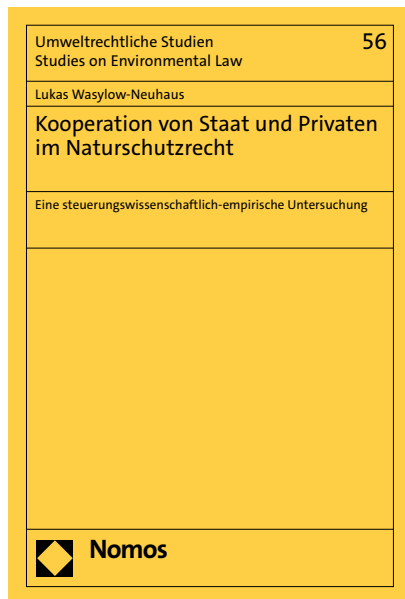 Umweltrechtliche Studien
Studies on Environmental Law
56
Lukas Wasylow-Neuhaus
Kooperation von Staat und Privaten
im Naturschutzrecht
Eine steuerungswissenschaftlich-empirische Untersuchung
Nomos